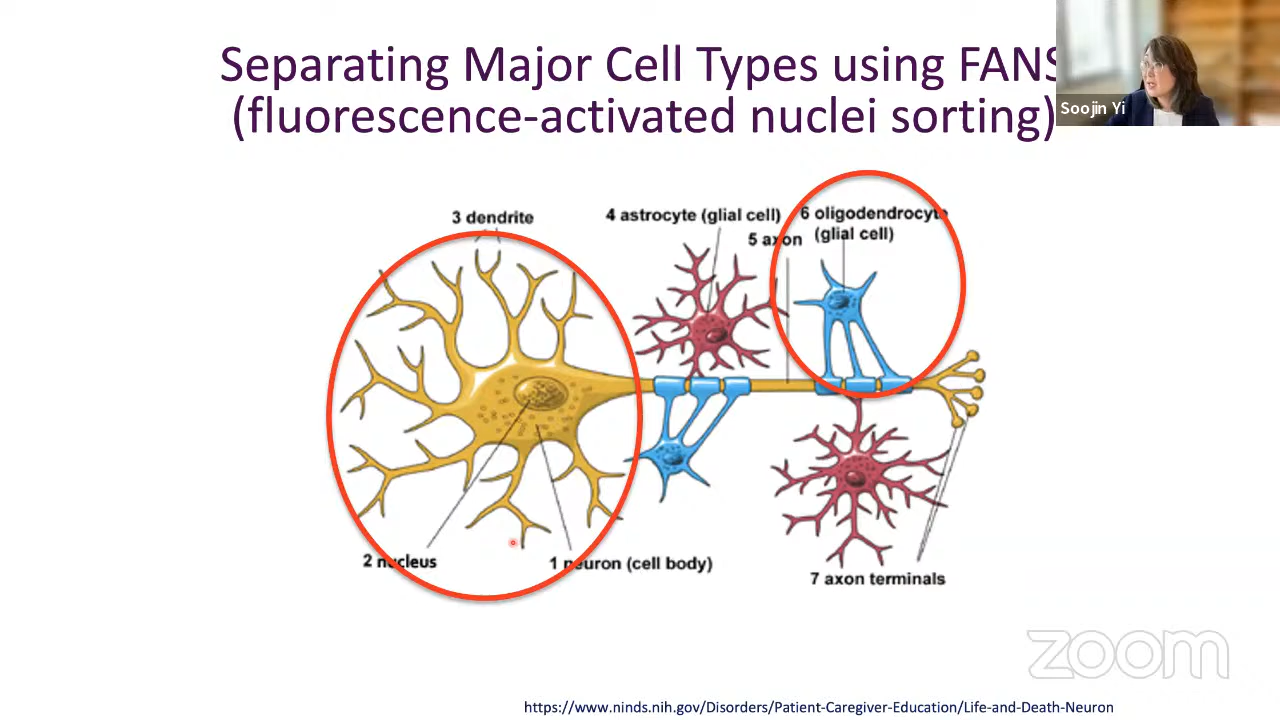 Separating Major Cell Types using FANS
(fluorescence-activated nuclei sorting)
Soojin Yi
3 dendrite
4 astrocyte (glial cell)
6 oligodendrocyte
(glial cell)
5 axon
2 nucleus
1 neuron (cell body)
7 axon terminals
zoom
https://www.ninds.nih.gov/Disorders/Patient-Caregiver-Education/Life-and-Death-Neuron